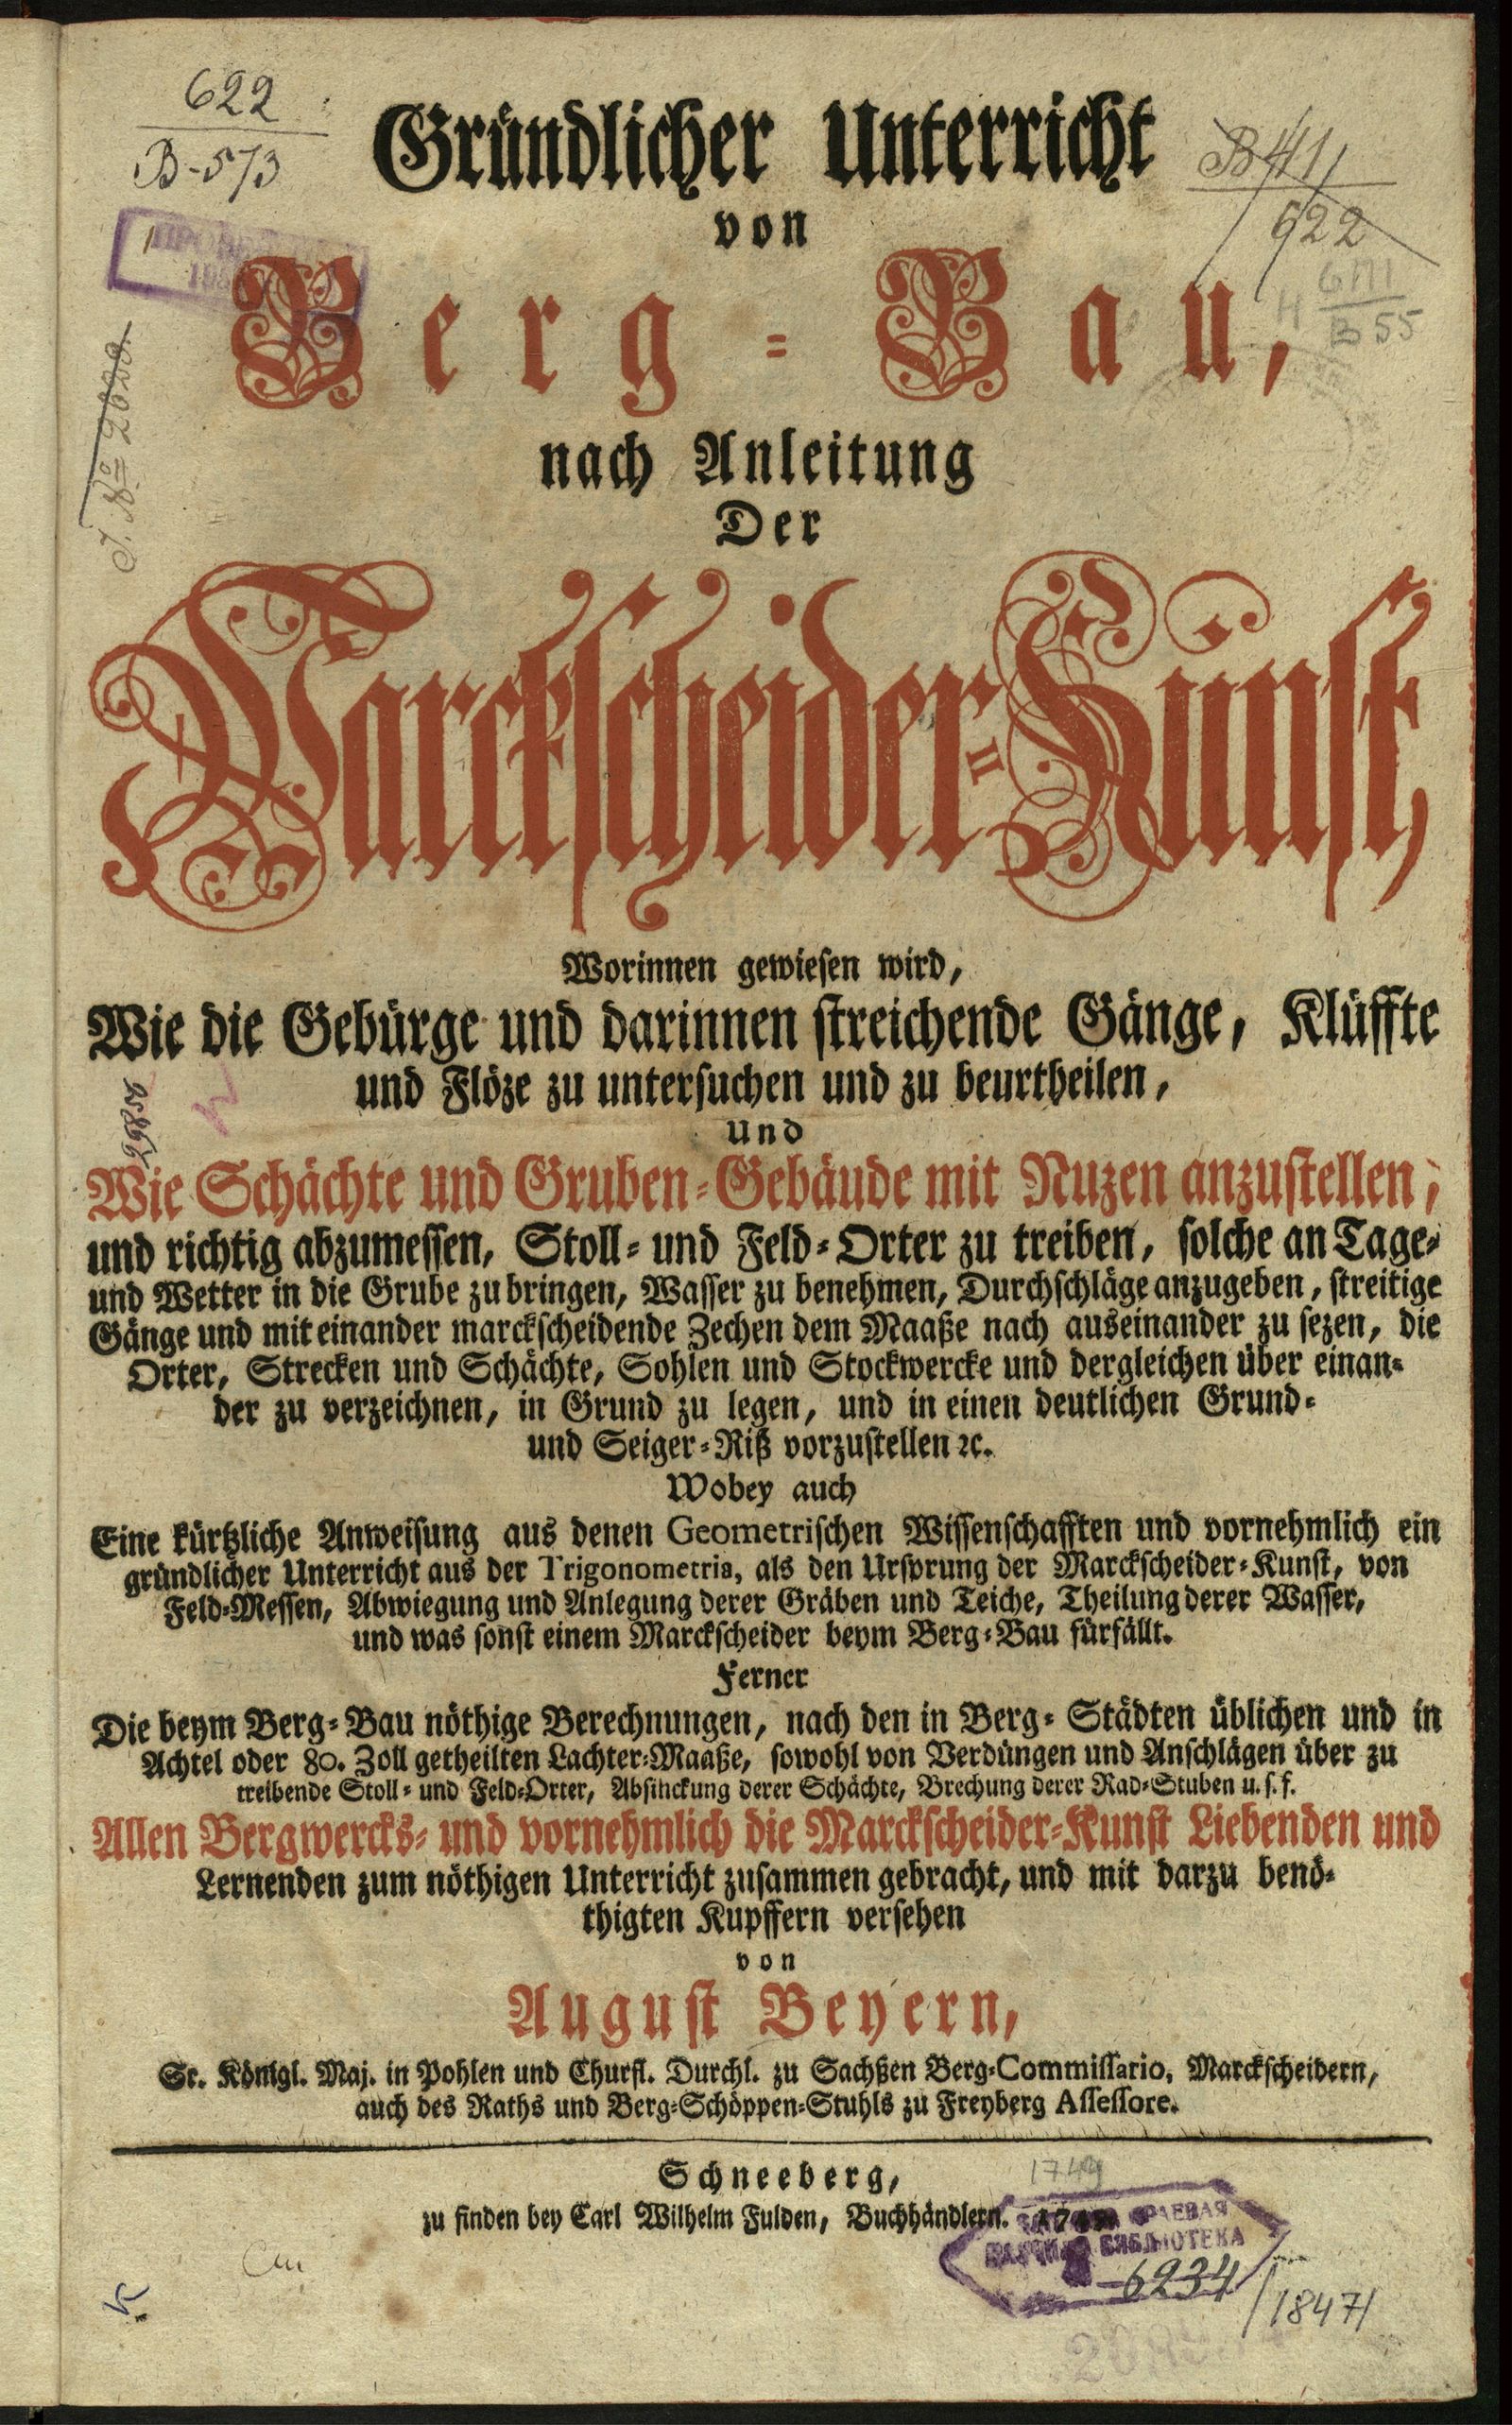 622
B-573
Gründlicher Unterricht
B 411
622
von
6 ПІ
B 55
Berg-Bau,
nach Anleitung
Der
Marckscheider-Kunst,
Worinnen gewiesen wird,
Wie die Gebürge und darinnen streichende Gänge, Klüffte
und Flöze zu untersuchen und zu beurtheilen,
Und
Wie Schächte und Gruben-Gebäude mit Nuzen anzustellen,
und richtig abzumessen, Stoll- und Feld-Orter zu treiben, solche an Tage-
und Wetter in die Grube zu bringen, Wasser zu benehmen, Durchschläge anzugeben, streitige
Gänge und mit einander marckscheidende Zechen dem Maaße nach auseinander zu sezen, die
Orter, Strecken und Schächte, Sohlen und Stockwercke und dergleichen über einan-
der zu verzeichnen, in Grund zu legen, und in einen deutlichen Grund-
und Seiger-Riß vorzustellen ꝛc.
Wobey auch
Eine kürtzliche Anweisung aus denen Geometrischen Wissenschafften und vornehmlich ein
gründlicher Unterricht aus der Trigonometria, als den Ursprung der Marckscheider-Kunst, von
Feld-Messen, Abwiegung und Anlegung derer Gräben und Teiche, Theilung derer Wasser,
und was sonst einem Marckscheider beym Berg-Bau fürfällt.
Ferner
Die beym Berg-Bau nöthige Berechnungen, nach den in Berg-Städten üblichen und in
Achtel oder 80. Zoll getheilten Lachter-Maaße, sowohl von Verdüngen und Anschlägen über zu
treibende Stoll- und Feld-Orter, Absinckung derer Schächte, Brechung derer Rad-Stuben u. s. f.
Allen Bergwercks- und vornehmlich die Marckscheider-Kunst Liebenden und
Lernenden zum nöthigen Unterricht zusammen gebracht, und mit darzu benö-
thigten Kupffern versehen
von
August Beyern,
Sr. Königl. Maj. in Pohlen und Churfl. Durchl. zu Sachßen Berg-Commissario, Marckscheidern,
auch des Raths und Berg-Schöppen-Stuhls zu Freyberg Assessore.
Schneeberg,
1749
zu finden bey Carl Wilhelm Fulden, Buchhändlern.
КРАЕВАЯ
БИБЛИОТЕКА
6234
18471